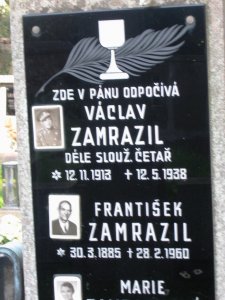 ZDE V PÁNU ODPOČÍVÁ
VÁCLAV
ZAMRAZIL
DÉLE SLOUŽ. ČETAŘ
✲ 12.11.1913 ✝ 12.5.1938
FRANTIŠEK
ZAMRAZIL
✲ 30.3.1885 ✝ 28.2.1960
MARIE